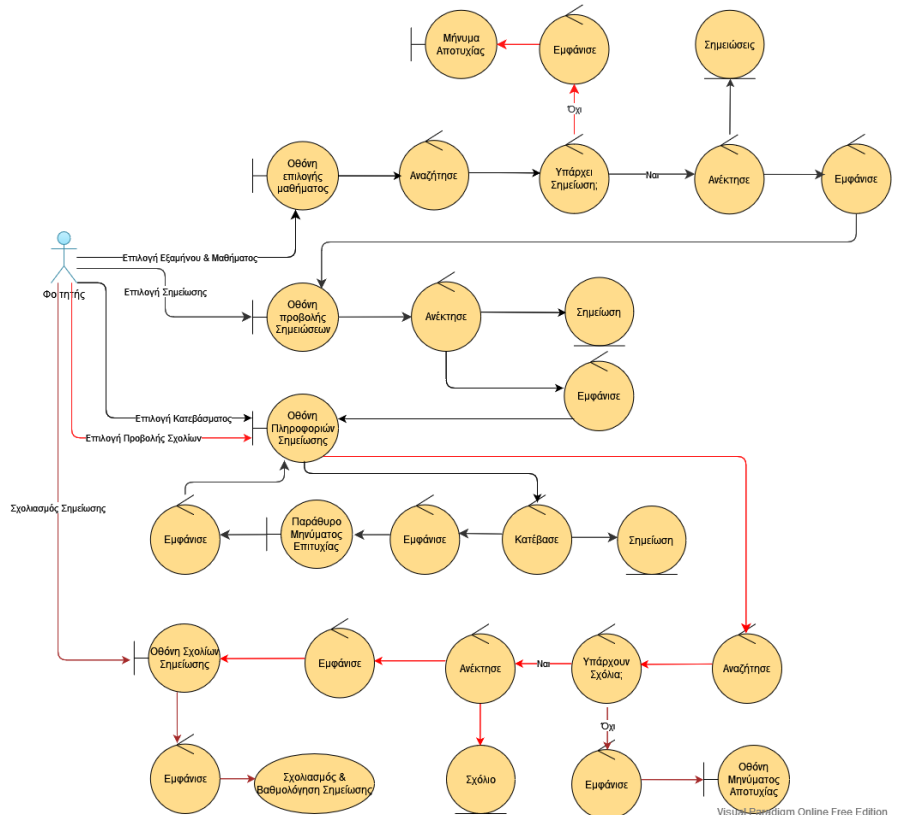 Μήνυμα
Αποτυχίας
Εμφάνισε
Σημειώσεις
Όχι
Οθόνη
επιλογής
μαθήματος
Αναζήτησε
Υπάρχει
Σημείωση;
Ναι
Ανέκτησε
Εμφάνισε
Επιλογή Εξαμήνου & Μαθήματος
Φοιτητής
Επιλογή Σημείωσης
Οθόνη
προβολής
Σημειώσεων
Ανέκτησε
Σημείωση
Εμφάνισε
Επιλογή Κατεβάσματος
Επιλογή Προβολής Σχολίων
Οθόνη
Πληροφοριών
Σημείωσης
Σχολιασμός Σημείωσης
Εμφάνισε
Παράθυρο
Μηνύματος
Επιτυχίας
Εμφάνισε
Κατέβασε
Σημείωση
Οθόνη Σχολίων
Σημείωσης
Εμφάνισε
Ανέκτησε
Ναι
Υπάρχουν
Σχόλια;
Αναζήτησε
Όχι
Εμφάνισε
Σχολιασμός &
Βαθμολόγηση Σημείωσης
Σχόλιο
Εμφάνισε
Οθόνη
Μηνύματος
Αποτυχίας
Visual Paradigm Online Free Edition